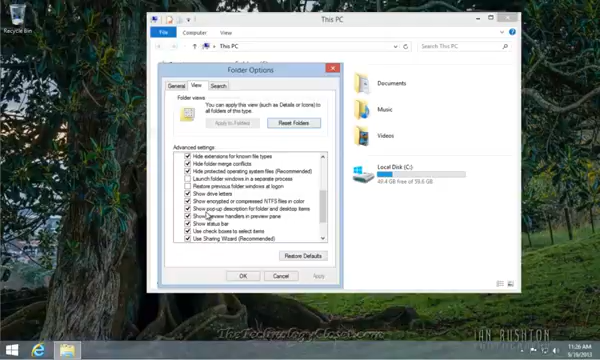 Recycle Bin
This PC
File
Computer
View
This PC
Search This PC
Folder Options
General
View
Search
Folder views
You can apply this view (such as Details or Icons) to
all folders of this type.
Apply to Folders
Reset Folders
Advanced settings:
Hide extensions for known file types
Hide folder merge conflicts
Hide protected operating system files (Recommended)
Launch folder windows in a separate process
Restore previous folder windows at logon
Show drive letters
Show encrypted or compressed NTFS files in color
Show pop-up description for folder and desktop items
Show preview handlers in preview pane
Show status bar
Use check boxes to select items
Use Sharing Wizard (Recommended)
Restore Defaults
OK
Cancel
Apply
Documents
Music
Videos
Local Disk (C:)
49.4 GB free of 59.6 GB
TheTechnologyCloset.com
IAN RUSHTON
11:26 AM